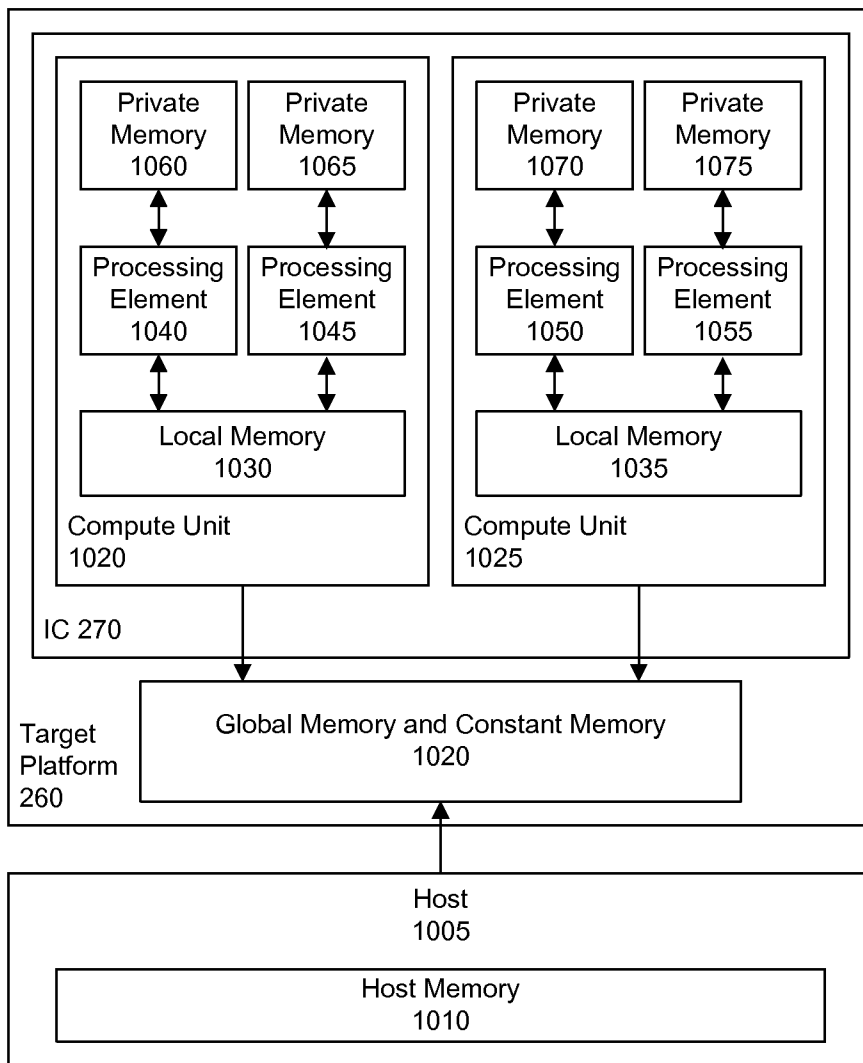 Private
Memory
1060
Private
Memory
1065
Private
Memory
1070
Private
Memory
1075
Processing
Element
1040
Processing
Element
1045
Processing
Element
1050
Processing
Element
1055
Local Memory
1030
Local Memory
1035
Compute Unit
1020
Compute Unit
1025
IC 270
Global Memory and Constant Memory
1020
Target
Platform
260
Host
1005
Host Memory
1010